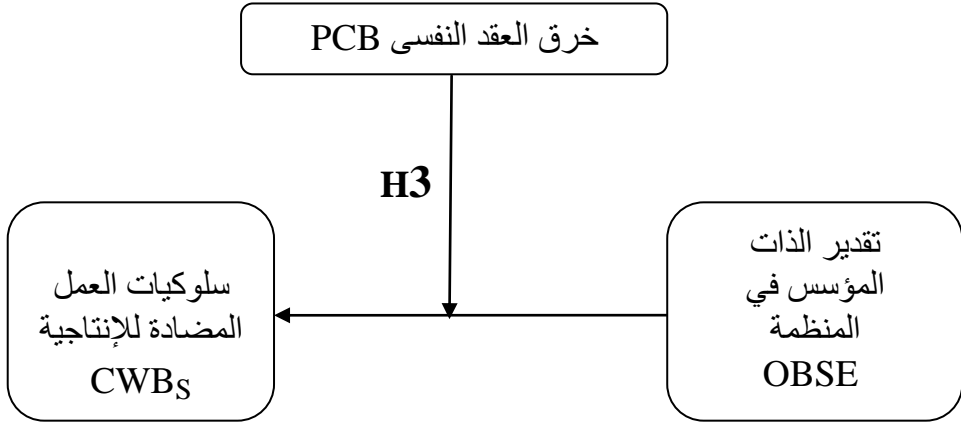 خرق العقد النفسى PCB
H3
تقدير الذات
المؤسس في
المنظمة
OBSE
سلوكيات العمل
المضادة للإنتاجية
CWBS